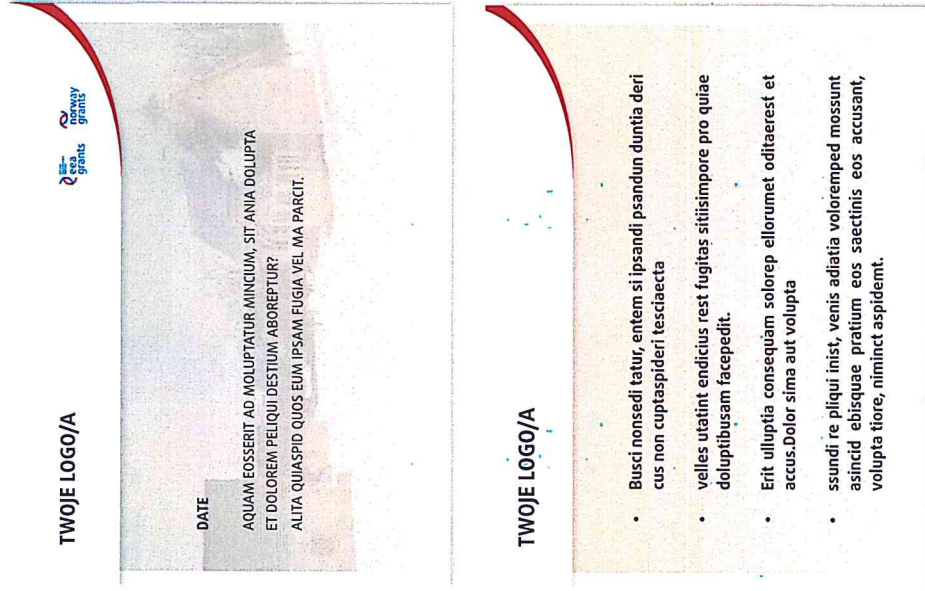 TWOJE LOGO/A
eea
grants
norway
grants
DATE
AQUAM EOSSERIT AD MOLUPTATUR MINCIUM, SIT ANIA DOLUPTA
ET DOLOREM PELIQUI DESTIUM ABOREPTUR?
ALITA QUIASPID QUOS EUM IPSAM FUGIA VEL MA PARCIT.
TWOJE LOGO/A
• Busci nonsedi tatur, entem si ipsandi psandun duntia deri
cus non cuptaspideri tesciaecta
• velles utatint endicius rest fugitas sitiisimpore pro quiae
doluptibusam facepedit.
• Erit ulluptia consequam solorep ellorumet oditaerest et
accus.Dolor sima aut volupta
• ssundi re pliqui inist, venis adiatia voloremped mossunt
asincid ebisquae pratium eos saectinis eos accusant,
volupta tiore, niminct aspidemt.